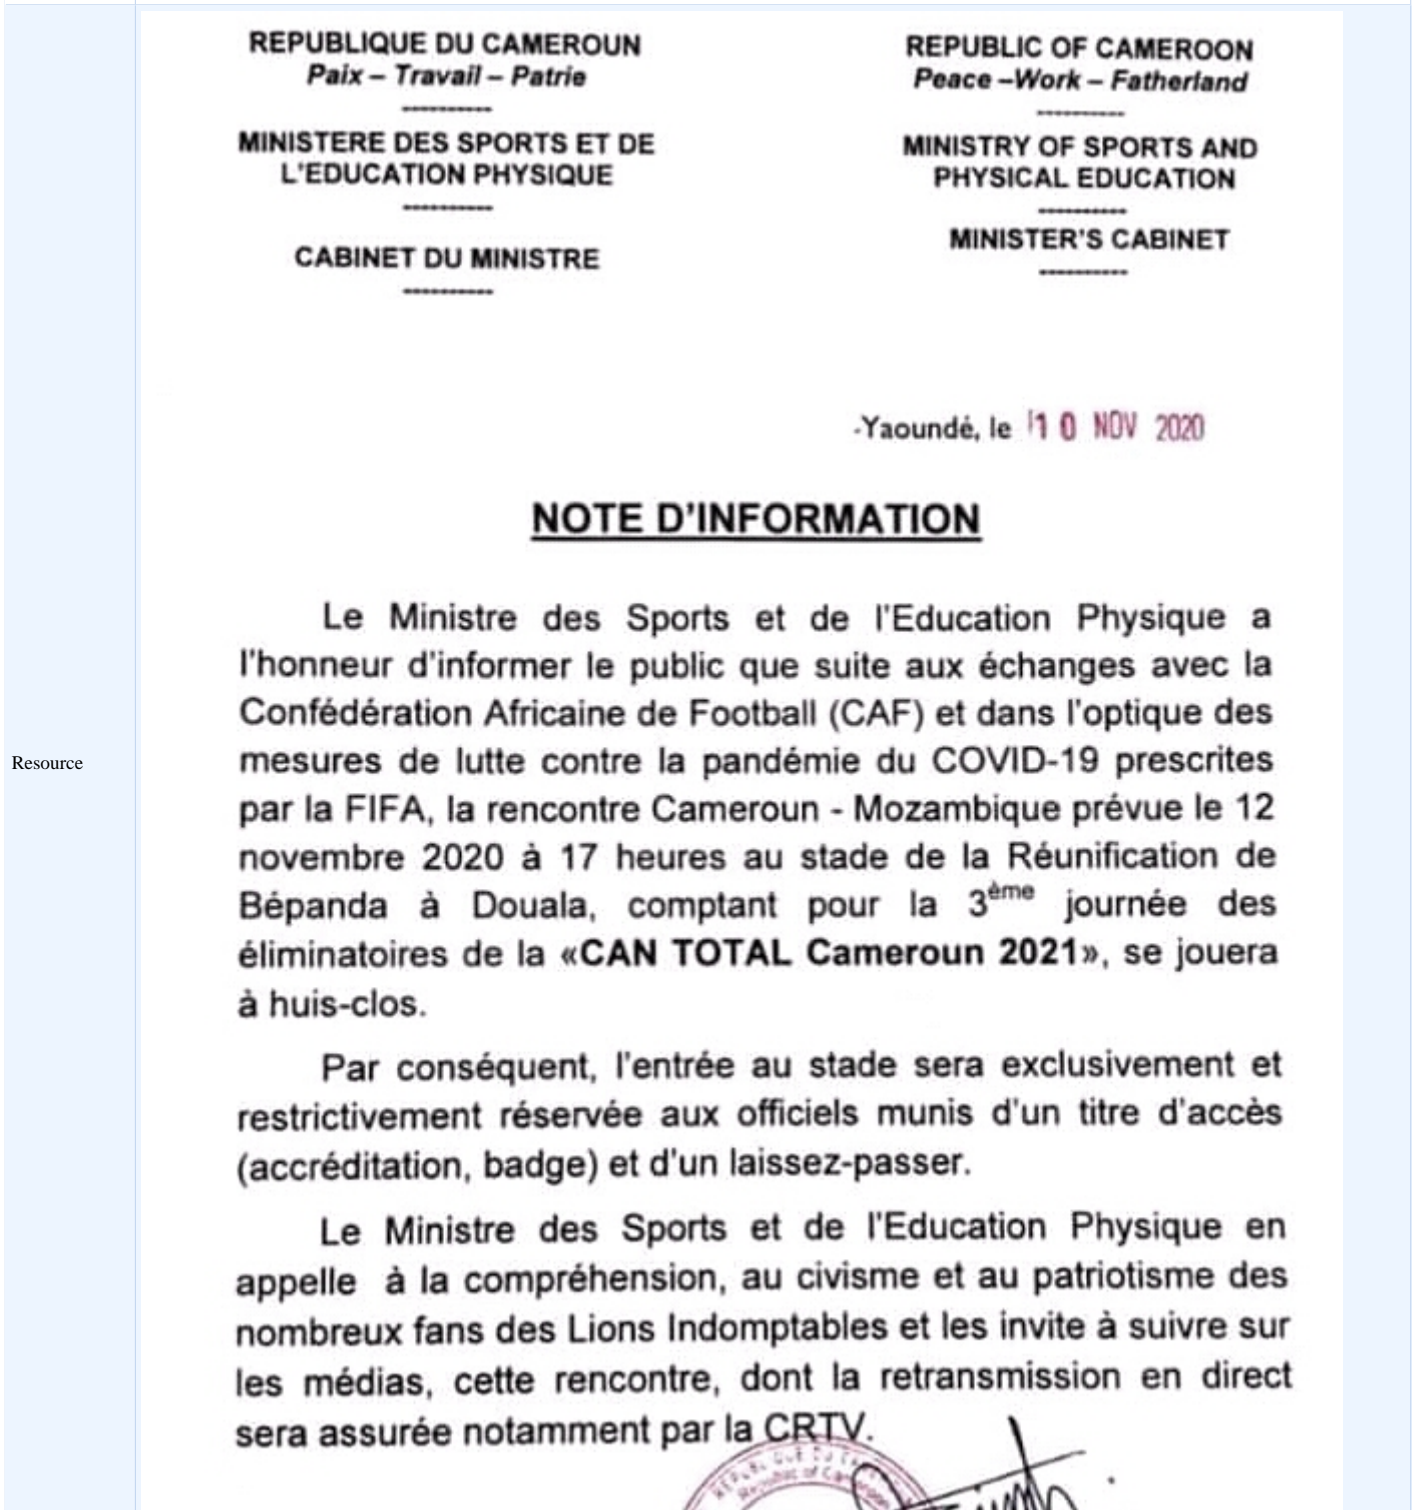 REPUBLIQUE DU CAMEROUN
Paix – Travail – Patrie
----------
MINISTERE DES SPORTS ET DE
L'EDUCATION PHYSIQUE
----------
CABINET DU MINISTRE
----------
REPUBLIC OF CAMEROON
Peace –Work – Fatherland
----------
MINISTRY OF SPORTS AND
PHYSICAL EDUCATION
----------
MINISTER'S CABINET
----------
-Yaoundé, le 10 NOV 2020
NOTE D'INFORMATION
Le Ministre des Sports et de l'Education Physique a
l'honneur d'informer le public que suite aux échanges avec la
Confédération Africaine de Football (CAF) et dans l'optique des
mesures de lutte contre la pandémie du COVID-19 prescrites
par la FIFA, la rencontre Cameroun - Mozambique prévue le 12
novembre 2020 à 17 heures au stade de la Réunification de
Bépanda à Douala, comptant pour la 3ème journée des
éliminatoires de la «CAN TOTAL Cameroun 2021», se jouera
à huis-clos.
Par conséquent, l'entrée au stade sera exclusivement et
restrictivement réservée aux officiels munis d'un titre d'accès
(accréditation, badge) et d'un laissez-passer.
Resource
Le Ministre des Sports et de l'Education Physique en
appelle à la compréhension, au civisme et au patriotisme des
nombreux fans des Lions Indomptables et les invite à suivre sur
les médias, cette rencontre, dont la retransmission en direct
sera assurée notamment par la CRTV.
REPUBLIQUE DU
Republic of